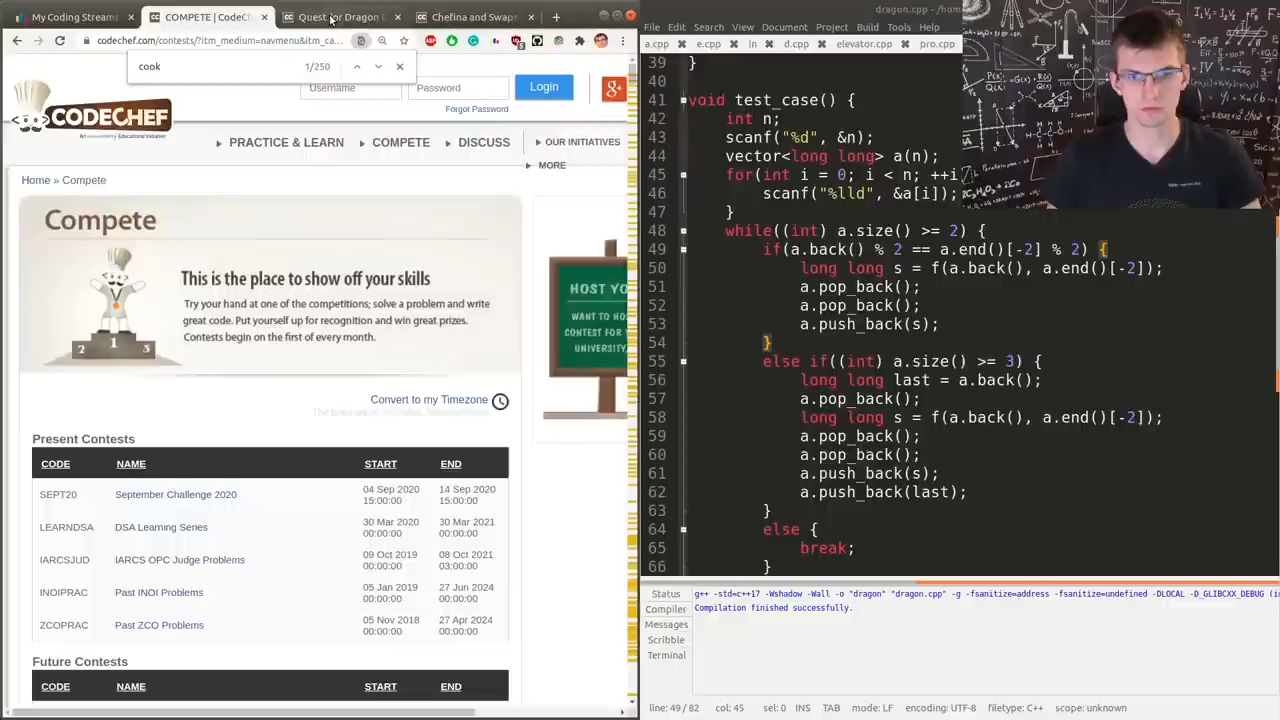 My Coding Streams
COMPETE | CodeCh
Quest for Dragon
Chefina and Swaps
codechef.com/contests/?itm_medium=navmenu&itm_ca...
cook
1/250
Username
Password
Login
g+
Forgot Password
CODECHEF
PRACTICE & LEARN
COMPETE
DISCUSS
OUR INITIATIVES
MORE
Home » Compete
Compete
This is the place to show off your skills
Try your hand at one of the competitions; solve a problem and write
great code. Put yourself up for recognition and win great prizes.
Contests begin on the first of every month.
2 1 3
HOST YO
WANT TO HO
CONTEST FOR
UNIVERSITY,
Convert to my Timezone
Present Contests
CODE NAME START END
SEPT20 September Challenge 2020 04 Sep 2020 15:00:00 14 Sep 2020 15:00:00
LEARNDSA DSA Learning Series 30 Mar 2020 00:00:00 30 Mar 2021 00:00:00
IARCSJUD IARCS OPC Judge Problems 09 Oct 2019 00:00:00 08 Oct 2021 03:00:00
INOIPRAC Past INOI Problems 05 Jan 2019 00:00:00 27 Jun 2024 00:00:00
ZCOPRAC Past ZCO Problems 05 Nov 2018 00:00:00 27 Apr 2024 00:00:00
Future Contests
CODE NAME START END
dragon.cpp - /hom
File Edit Search View Document Project Build Tools Help
a.cpp e.cpp in d.cpp elevator.cpp pro.cpp
39 }
40
41 void test_case() {
42 int n;
43 scanf("%d", &n);
44 vector<long long> a(n);
45 for(int i = 0; i < n; ++i
46 scanf("%lld", &a[i]);
47 }
48 while((int) a.size() >= 2) {
49 if(a.back() % 2 == a.end()[-2] % 2) {
50 long long s = f(a.back(), a.end()[-2]);
51 a.pop_back();
52 a.pop_back();
53 a.push_back(s);
54 }
55 else if((int) a.size() >= 3) {
56 long long last = a.back();
57 a.pop_back();
58 long long s = f(a.back(), a.end()[-2]);
59 a.pop_back();
60 a.pop_back();
61 a.push_back(s);
62 a.push_back(last);
63 }
64 else {
65 break;
66 }
Status
Compiler
Messages
Scribble
Terminal
g++ -std=c++17 -Wshadow -Wall -o "dragon" "dragon.cpp" -g -fsanitize=address -fsanitize=undefined -DLOCAL -D_GLIBCXX_DEBUG (i
Compilation finished successfully.
line: 49 / 82 col: 45 sel: 0 INS TAB mode: LF encoding: UTF-8 filetype: C++ scope: unknown